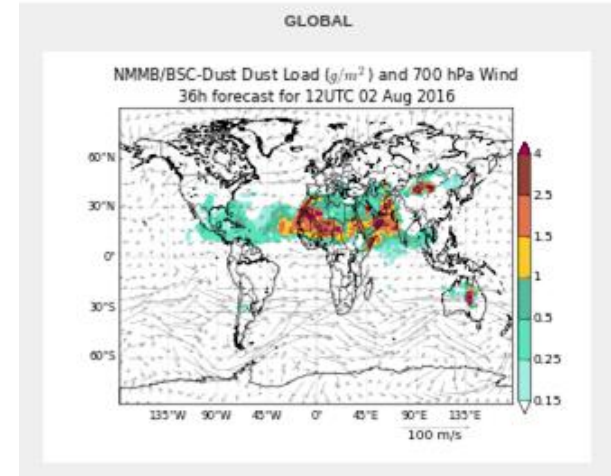 GLOBAL
NMMB/BSC-Dust Dust Load (g/m²) and 700 hPa Wind
36h forecast for 12UTC 02 Aug 2016
60°N
30°N
0°
30°S
60°S
4
2.5
1.5
1
0.5
0.25
0.15
135°W 90°W 45°W 0° 45°E 90°E 135°E
100 m/s